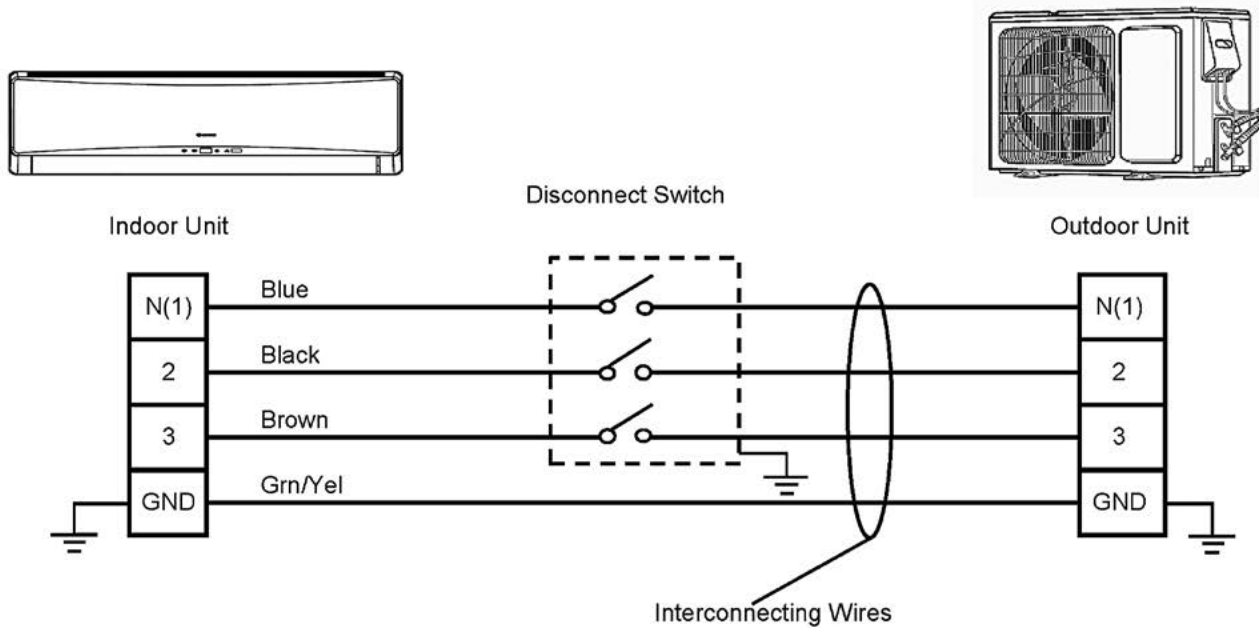 Disconnect Switch
Indoor Unit
Outdoor Unit
N(1)
Blue
N(1)
2
Black
2
3
Brown
3
GND
Grn/Yel
GND
Interconnecting Wires